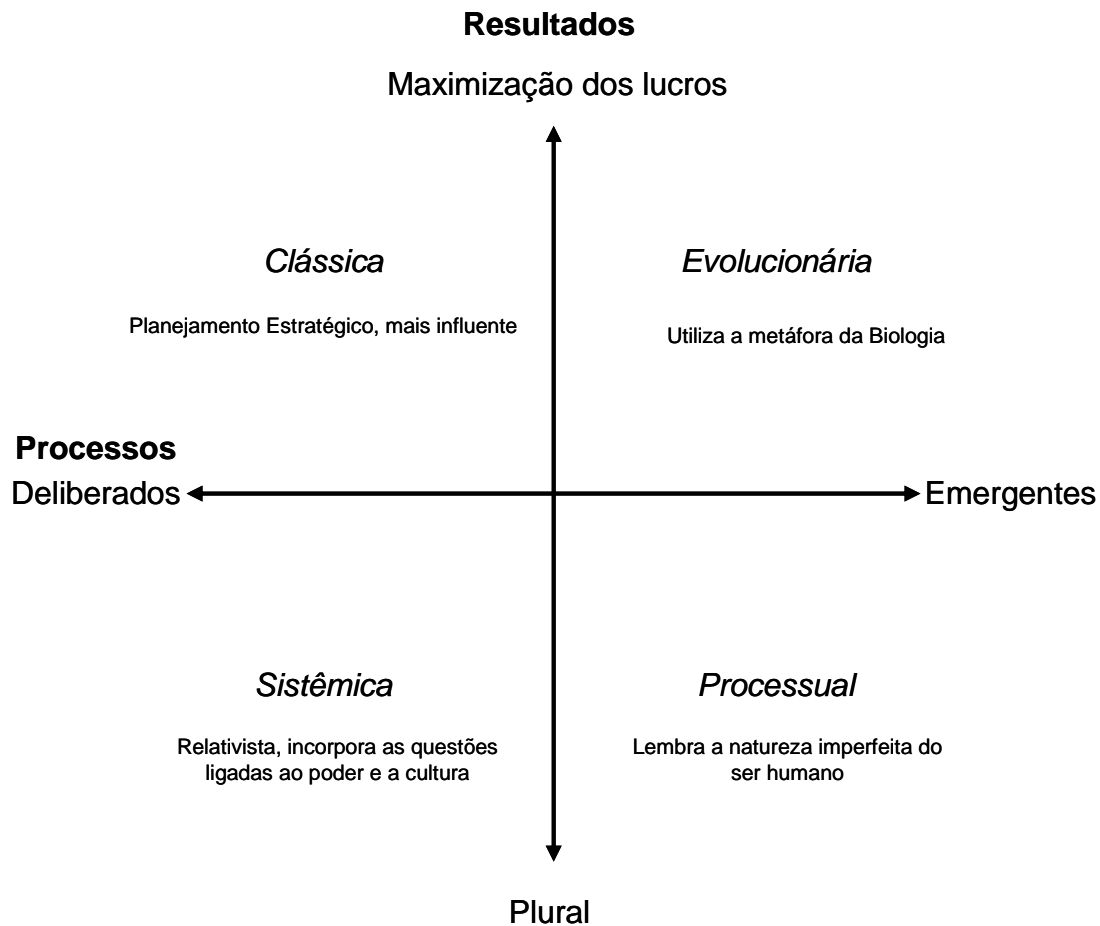 Resultados
Maximização dos lucros
Clássica
Evolucionária
Planejamento Estratégico, mais influente
Utiliza a metáfora da Biologia
Processos
Deliberados
Emergentes
Sistêmica
Processual
Relativista, incorpora as questões
ligadas ao poder e a cultura
Lembra a natureza imperfeita do
ser humano
Plural